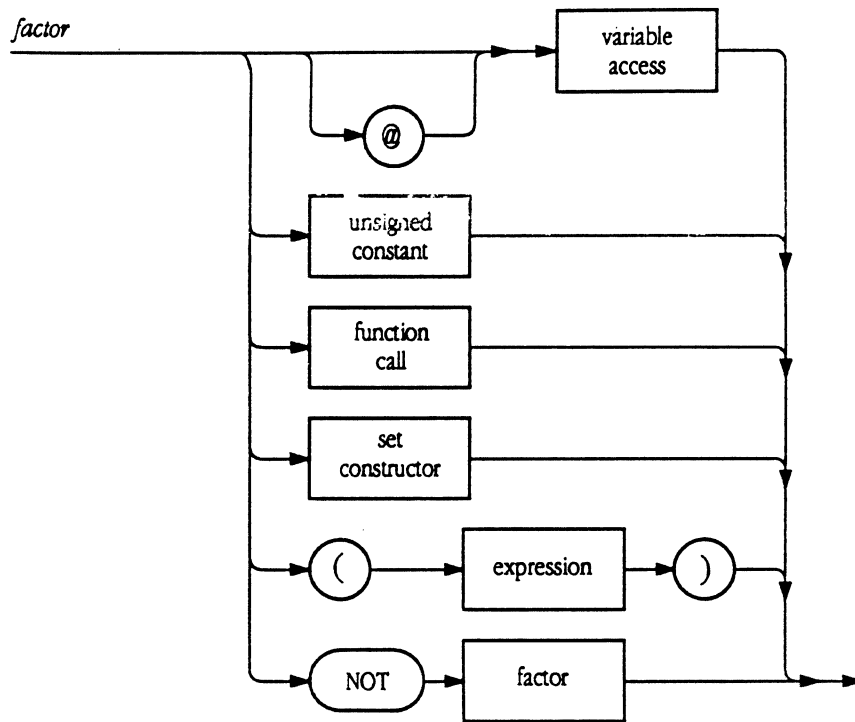 factor
variable
access
@
unsigned
constant
function
call
set
constructor
( expression )
NOT factor